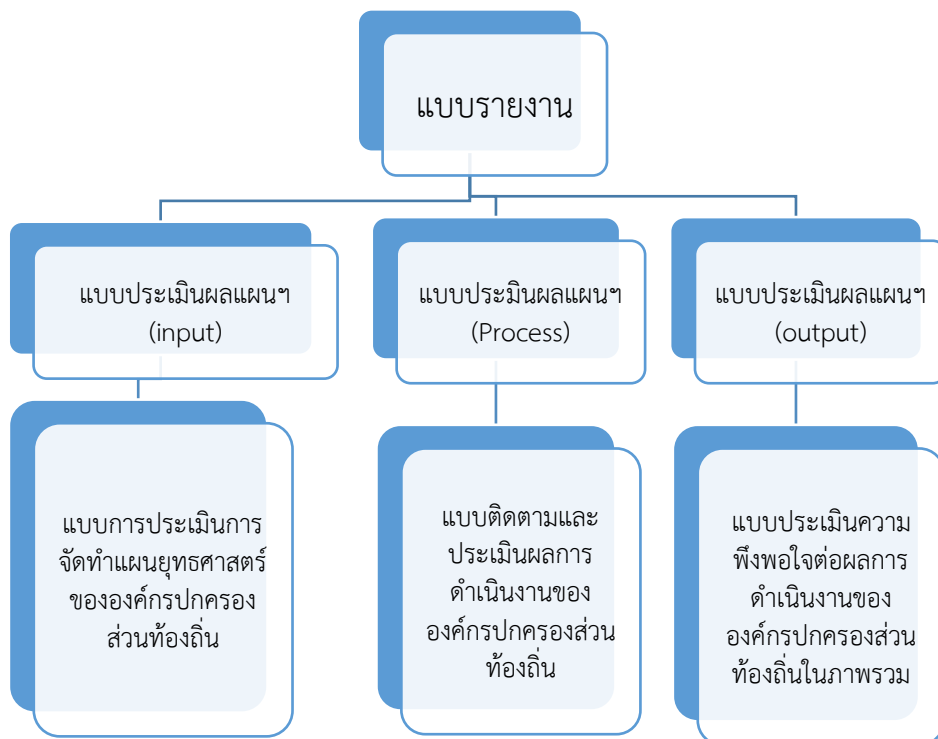 แบบรายงาน
แบบประเมินผลแผนฯ
(input)
แบบประมินผลแผนฯ
(Process)
แบบประเมินผลแผนฯ
(output)
แบบการประเมินการ
จัดทำแผนยุทธศาสตร์
ขององค์กรปกครอง
ส่วนท้องถิ่น
แบบติดตามและ
ประเมินผลการ
ดำเนินงานของ
องค์กรปกครองส่วน
ท้องถิ่น
แบบประเมินความ
พึงพอใจต่อผลการ
ดำเนินงานของ
องค์กรปกครองส่วน
ท้องถิ่นในภาพรวม